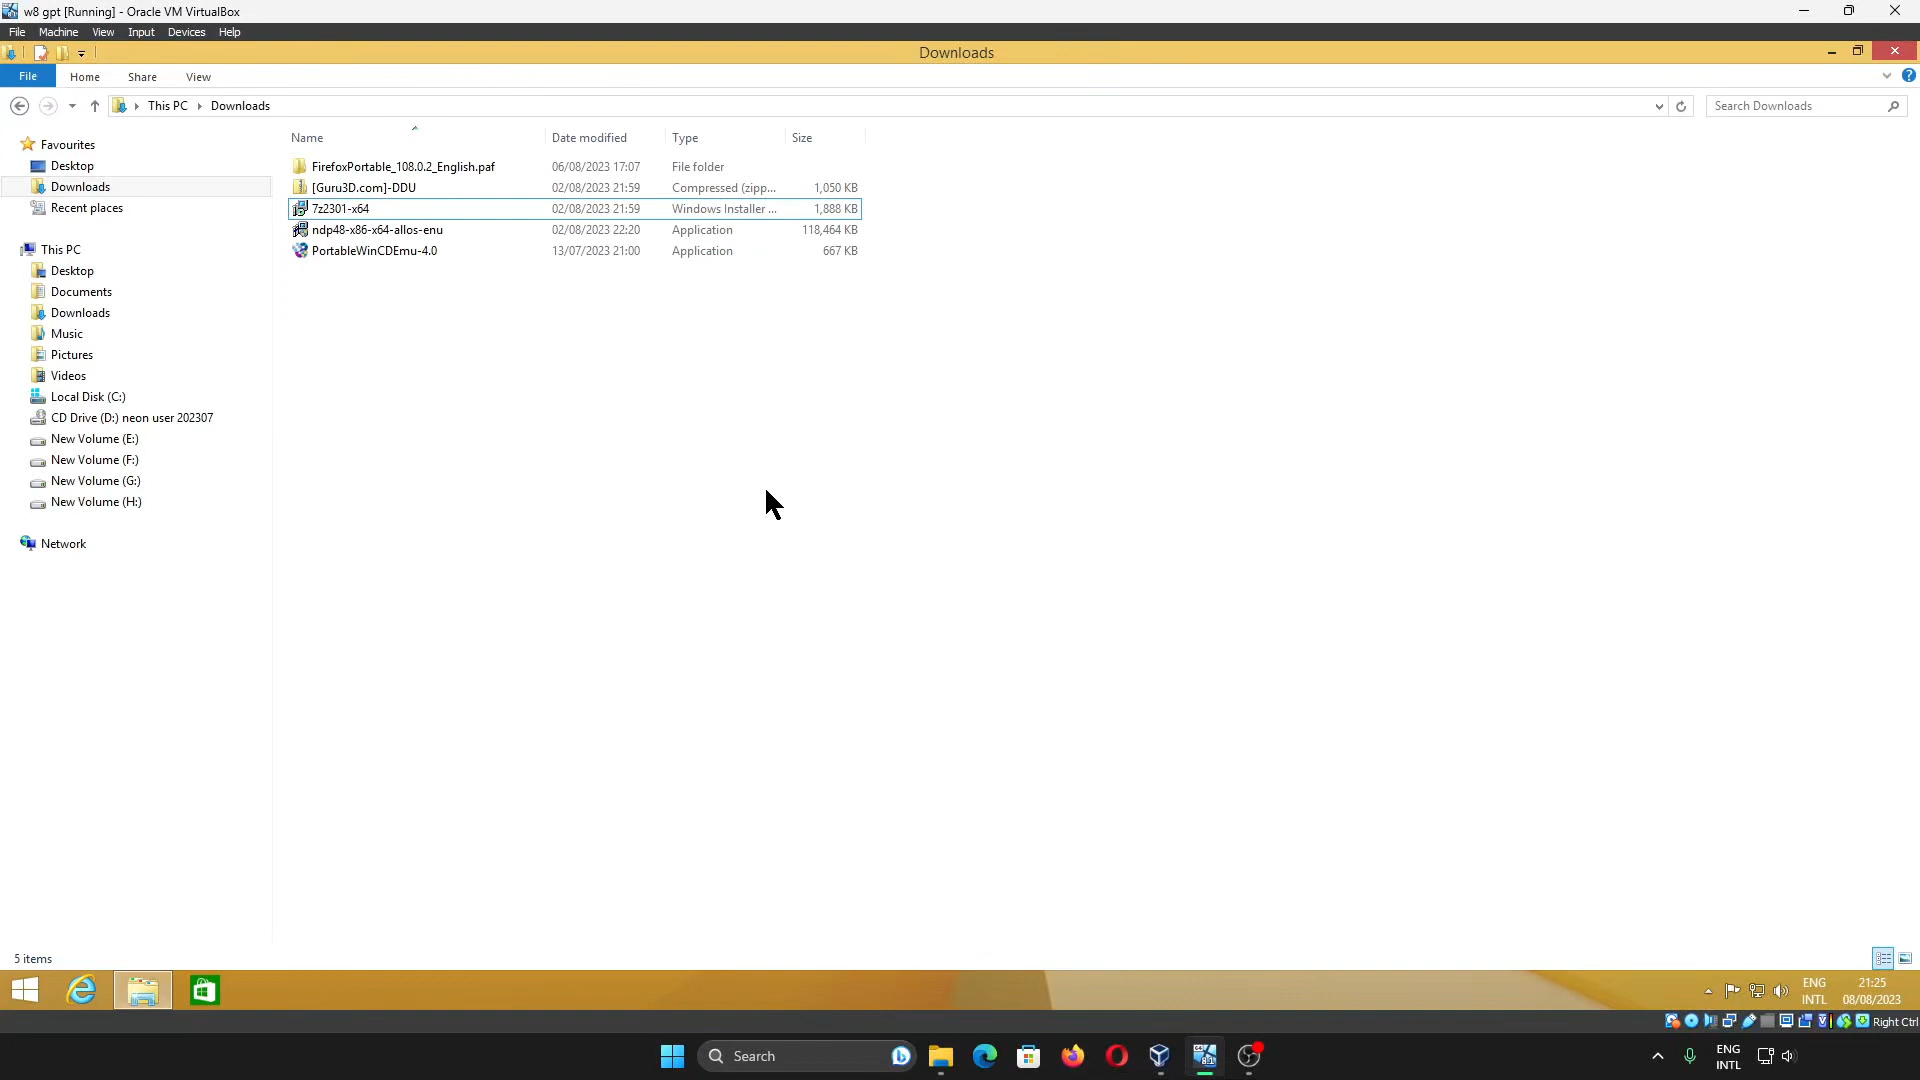 w8 gpt [Running] - Oracle VM VirtualBox
File Machine View Input Devices Help
Downloads
File Home Share View
This PC Downloads
Search Downloads
Name Date modified Type Size
Favourites
Desktop
Downloads
Recent places
This PC
Desktop
Documents
Downloads
Music
Pictures
Videos
Local Disk (C:)
CD Drive (D:) neon user 202307
New Volume (E:)
New Volume (F:)
New Volume (G:)
New Volume (H:)
Network
FirefoxPortable_108.0.2_English.paf 06/08/2023 17:07 File folder
[Guru3D.com]-DDU 02/08/2023 21:59 Compressed (zipp... 1,050 KB
7z2301-x64 02/08/2023 21:59 Windows Installer ... 1,888 KB
ndp48-x86-x64-allos-enu 02/08/2023 22:20 Application 118,464 KB
PortableWinCDEmu-4.0 13/07/2023 21:00 Application 667 KB
5 items
ENG 21:25
INTL 08/08/2023
Right Ctrl
Search
ENG
INTL